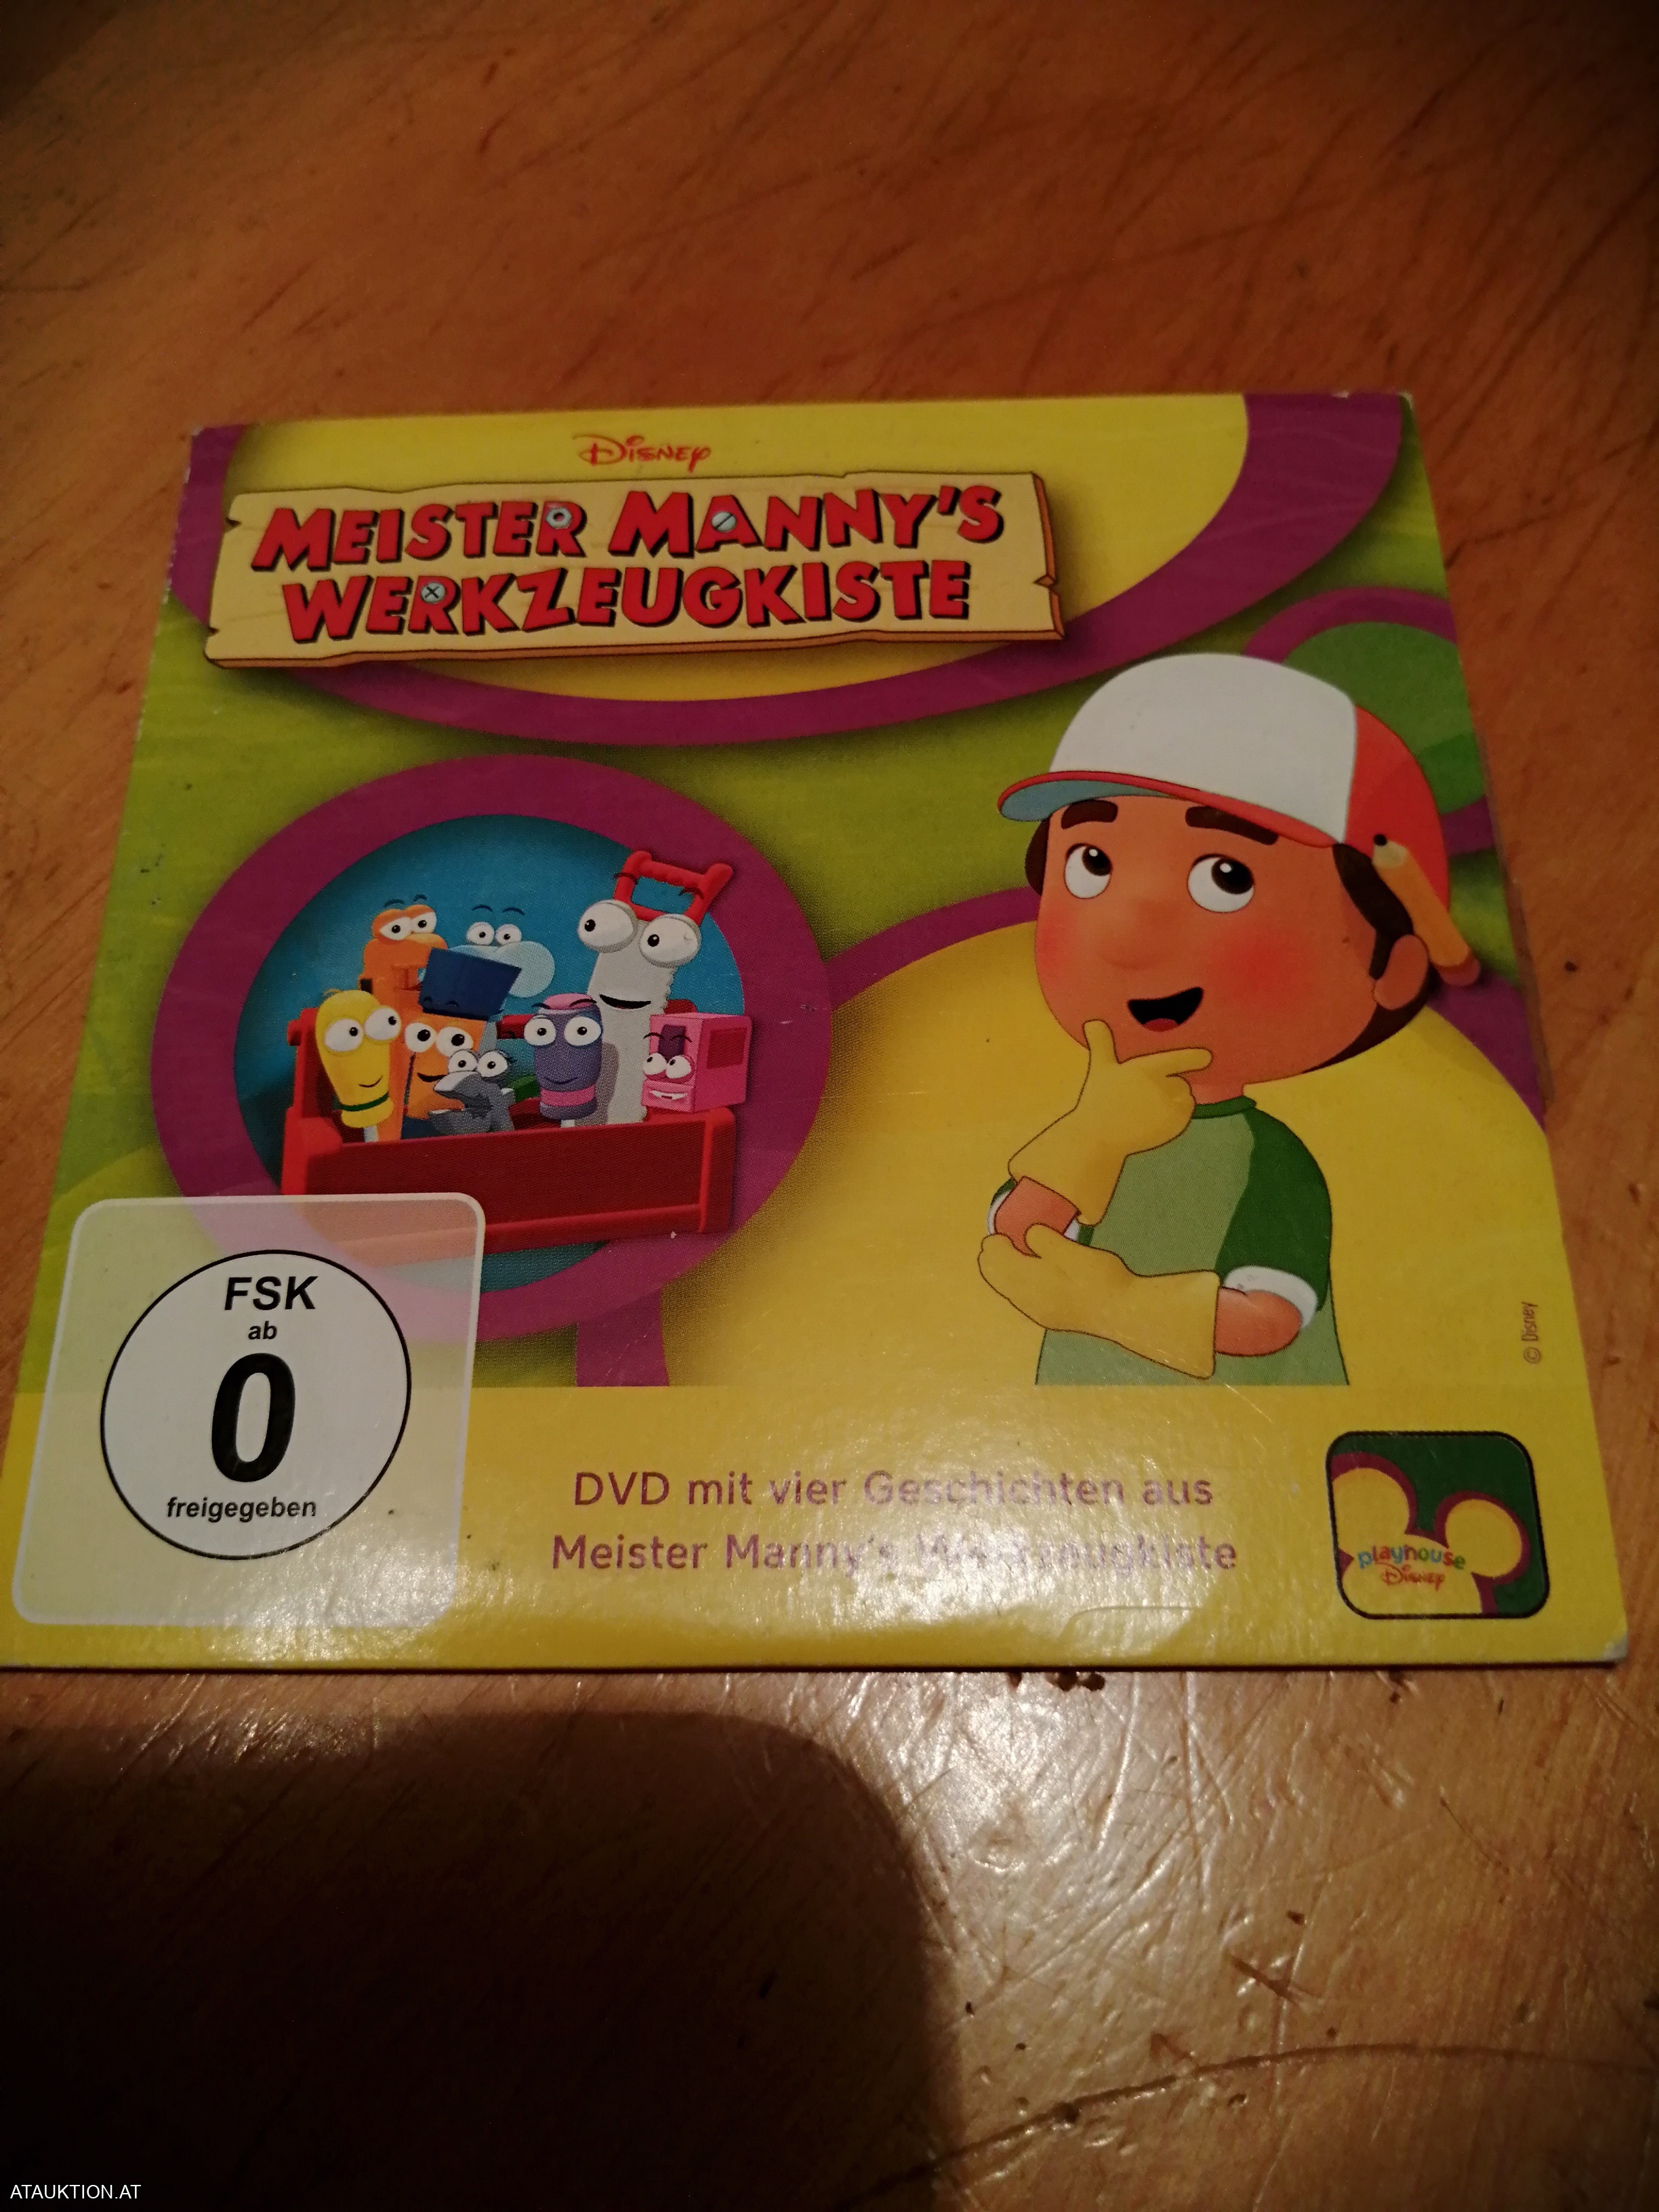 Disney
MEISTER MANNY'S
WERKZEUGKISTE
© Disney
FSK
ab
0
freigegeben
DVD mit vier Geschichten aus
Meister Manny's Werkzeugkiste
playhouse
Disney
ATAUKTION.AT